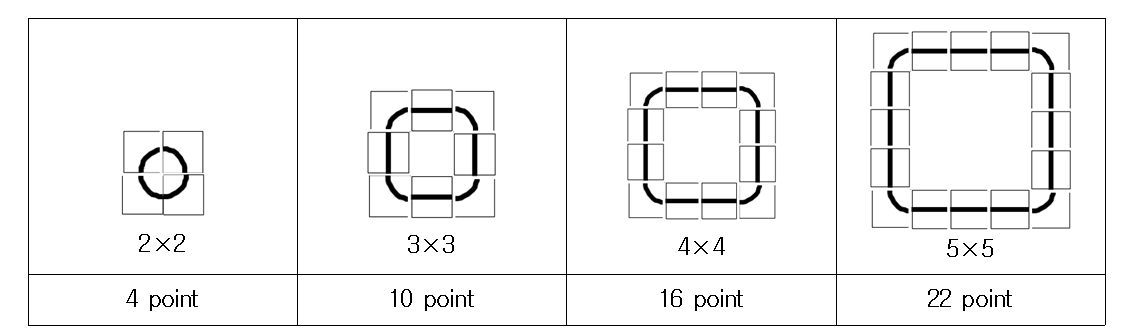 2×2
3×3
4×4
5×5
4 point
10 point
16 point
22 point